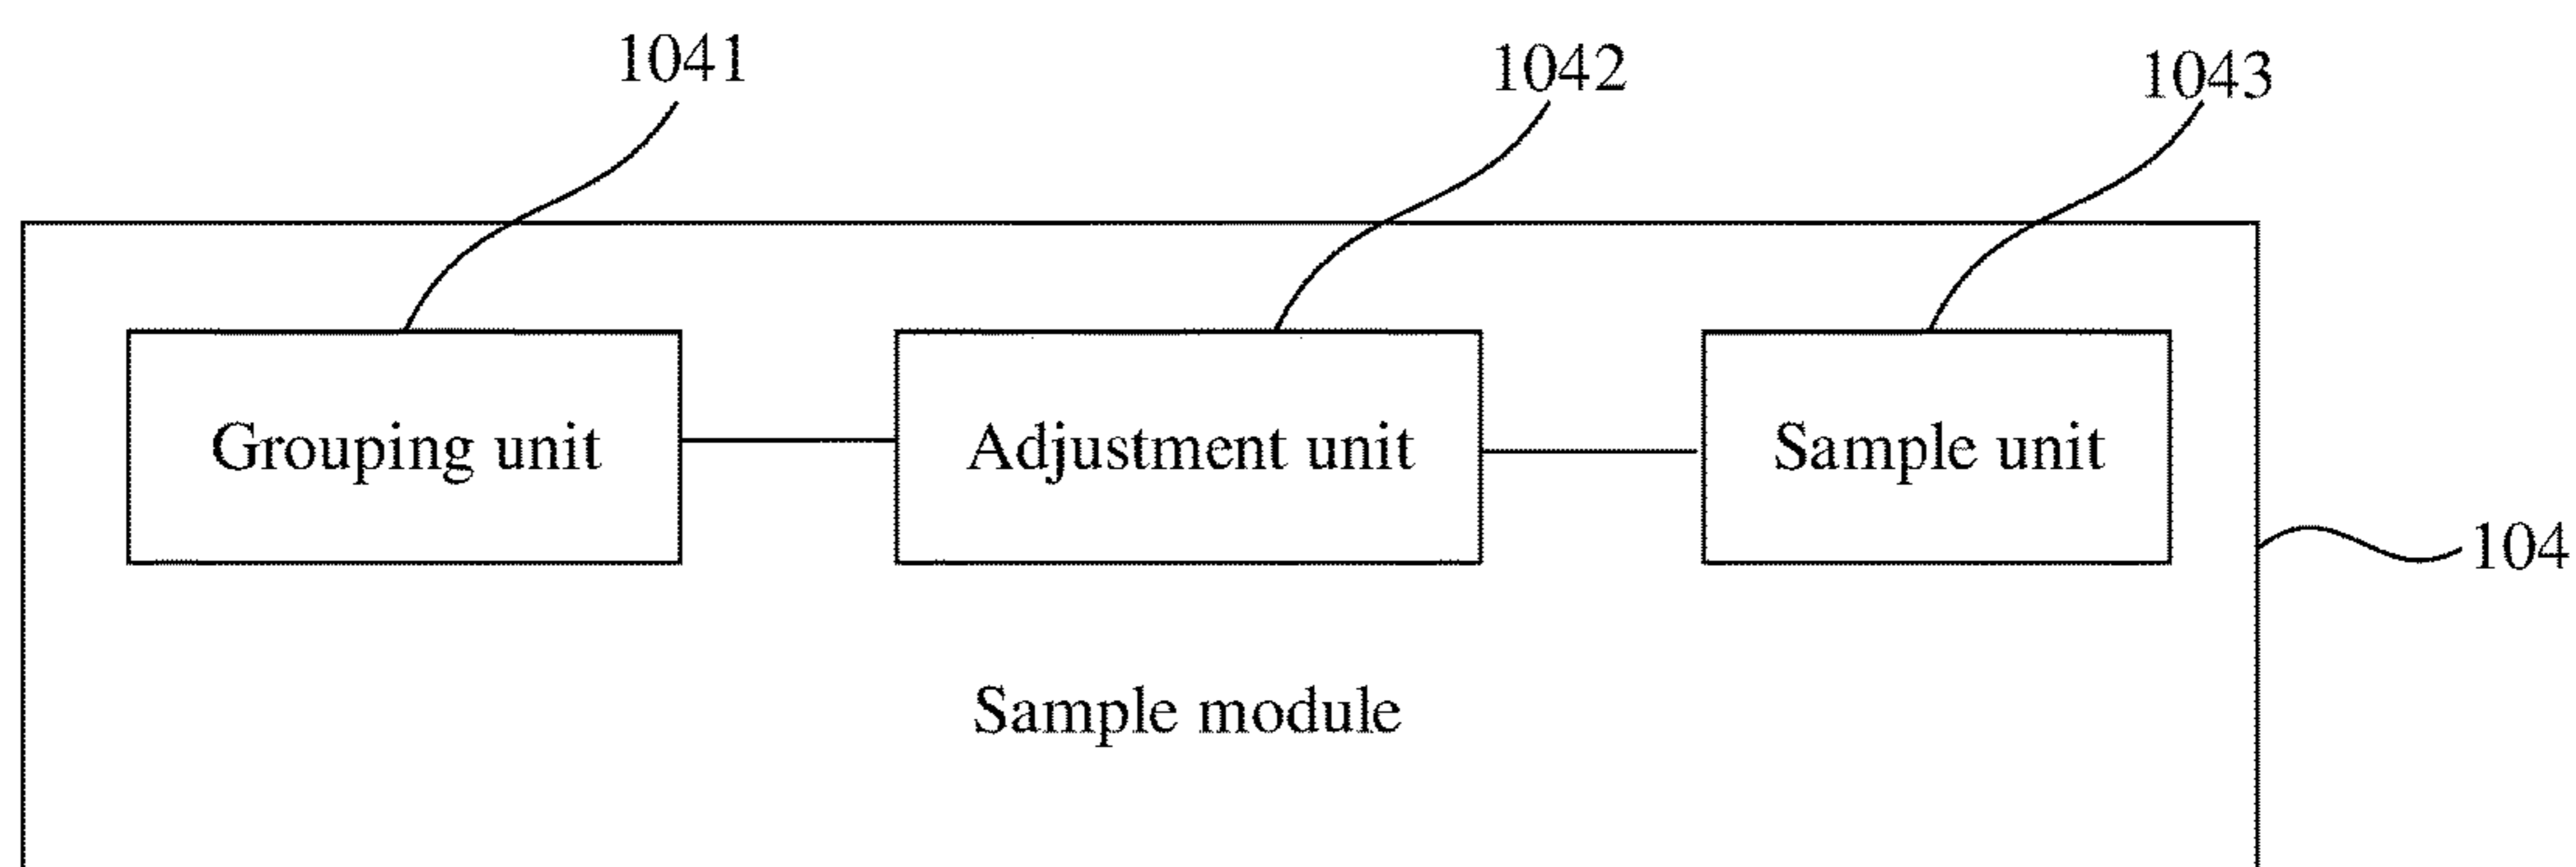 1041
1042
1043
Grouping unit
Adjustment unit
Sample unit
104
Sample module